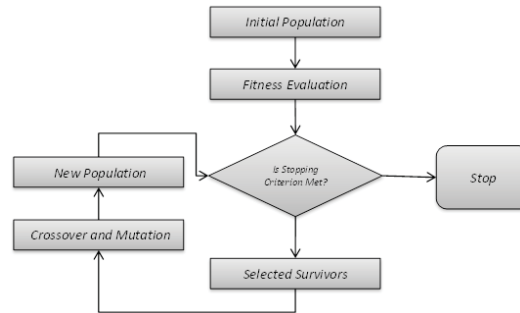 Initial Population
Fitness Evaluation
Is Stopping
Criterion Met?
New Population
Stop
Crossover and Mutation
Selected Survivors